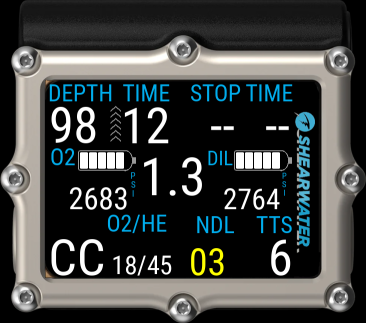 DEPTH TIME STOP TIME
98 12 -- --
O2 1.3 DIL
PSI PSI
2683 2764
O2/HE NDL TTS
CC 18/45 03 6
SHEARWATER